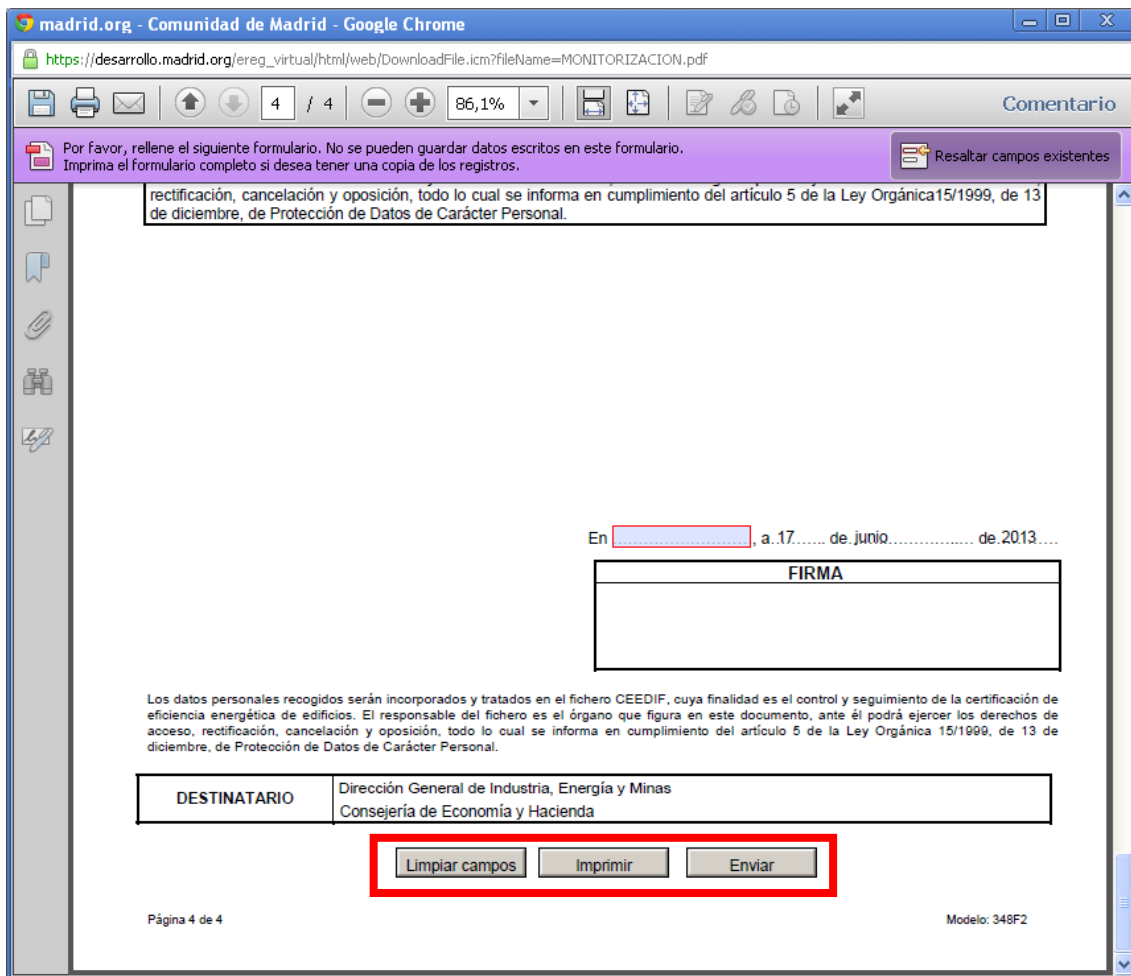 madrid.org - Comunidad de Madrid - Google Chrome
https://desarrollo.madrid.org/ereg_virtual/html/web/DownloadFile.icm?fileName=MONITORIZACION.pdf
4 / 4 86,1% Comentario
Por favor, rellene el siguiente formulario. No se pueden guardar datos escritos en este formulario.
Imprima el formulario completo si desea tener una copia de los registros.
Resaltar campos existentes
rectificación, cancelación y oposición, todo lo cual se informa en cumplimiento del artículo 5 de la Ley Orgánica15/1999, de 13
de diciembre, de Protección de Datos de Carácter Personal.
En ........................, a.17...... de.junio................. de.2013....
FIRMA
Los datos personales recogidos serán incorporados y tratados en el fichero CEEDIF, cuya finalidad es el control y seguimiento de la certificación de
eficiencia energética de edificios. El responsable del fichero es el órgano que figura en este documento, ante él podrá ejercer los derechos de
acceso, rectificación, cancelación y oposición, todo lo cual se informa en cumplimiento del artículo 5 de la Ley Orgánica 15/1999, de 13 de
diciembre, de Protección de Datos de Carácter Personal.
DESTINATARIO
Dirección General de Industria, Energía y Minas
Consejería de Economía y Hacienda
Limpiar campos Imprimir Enviar
Página 4 de 4 Modelo: 348F2